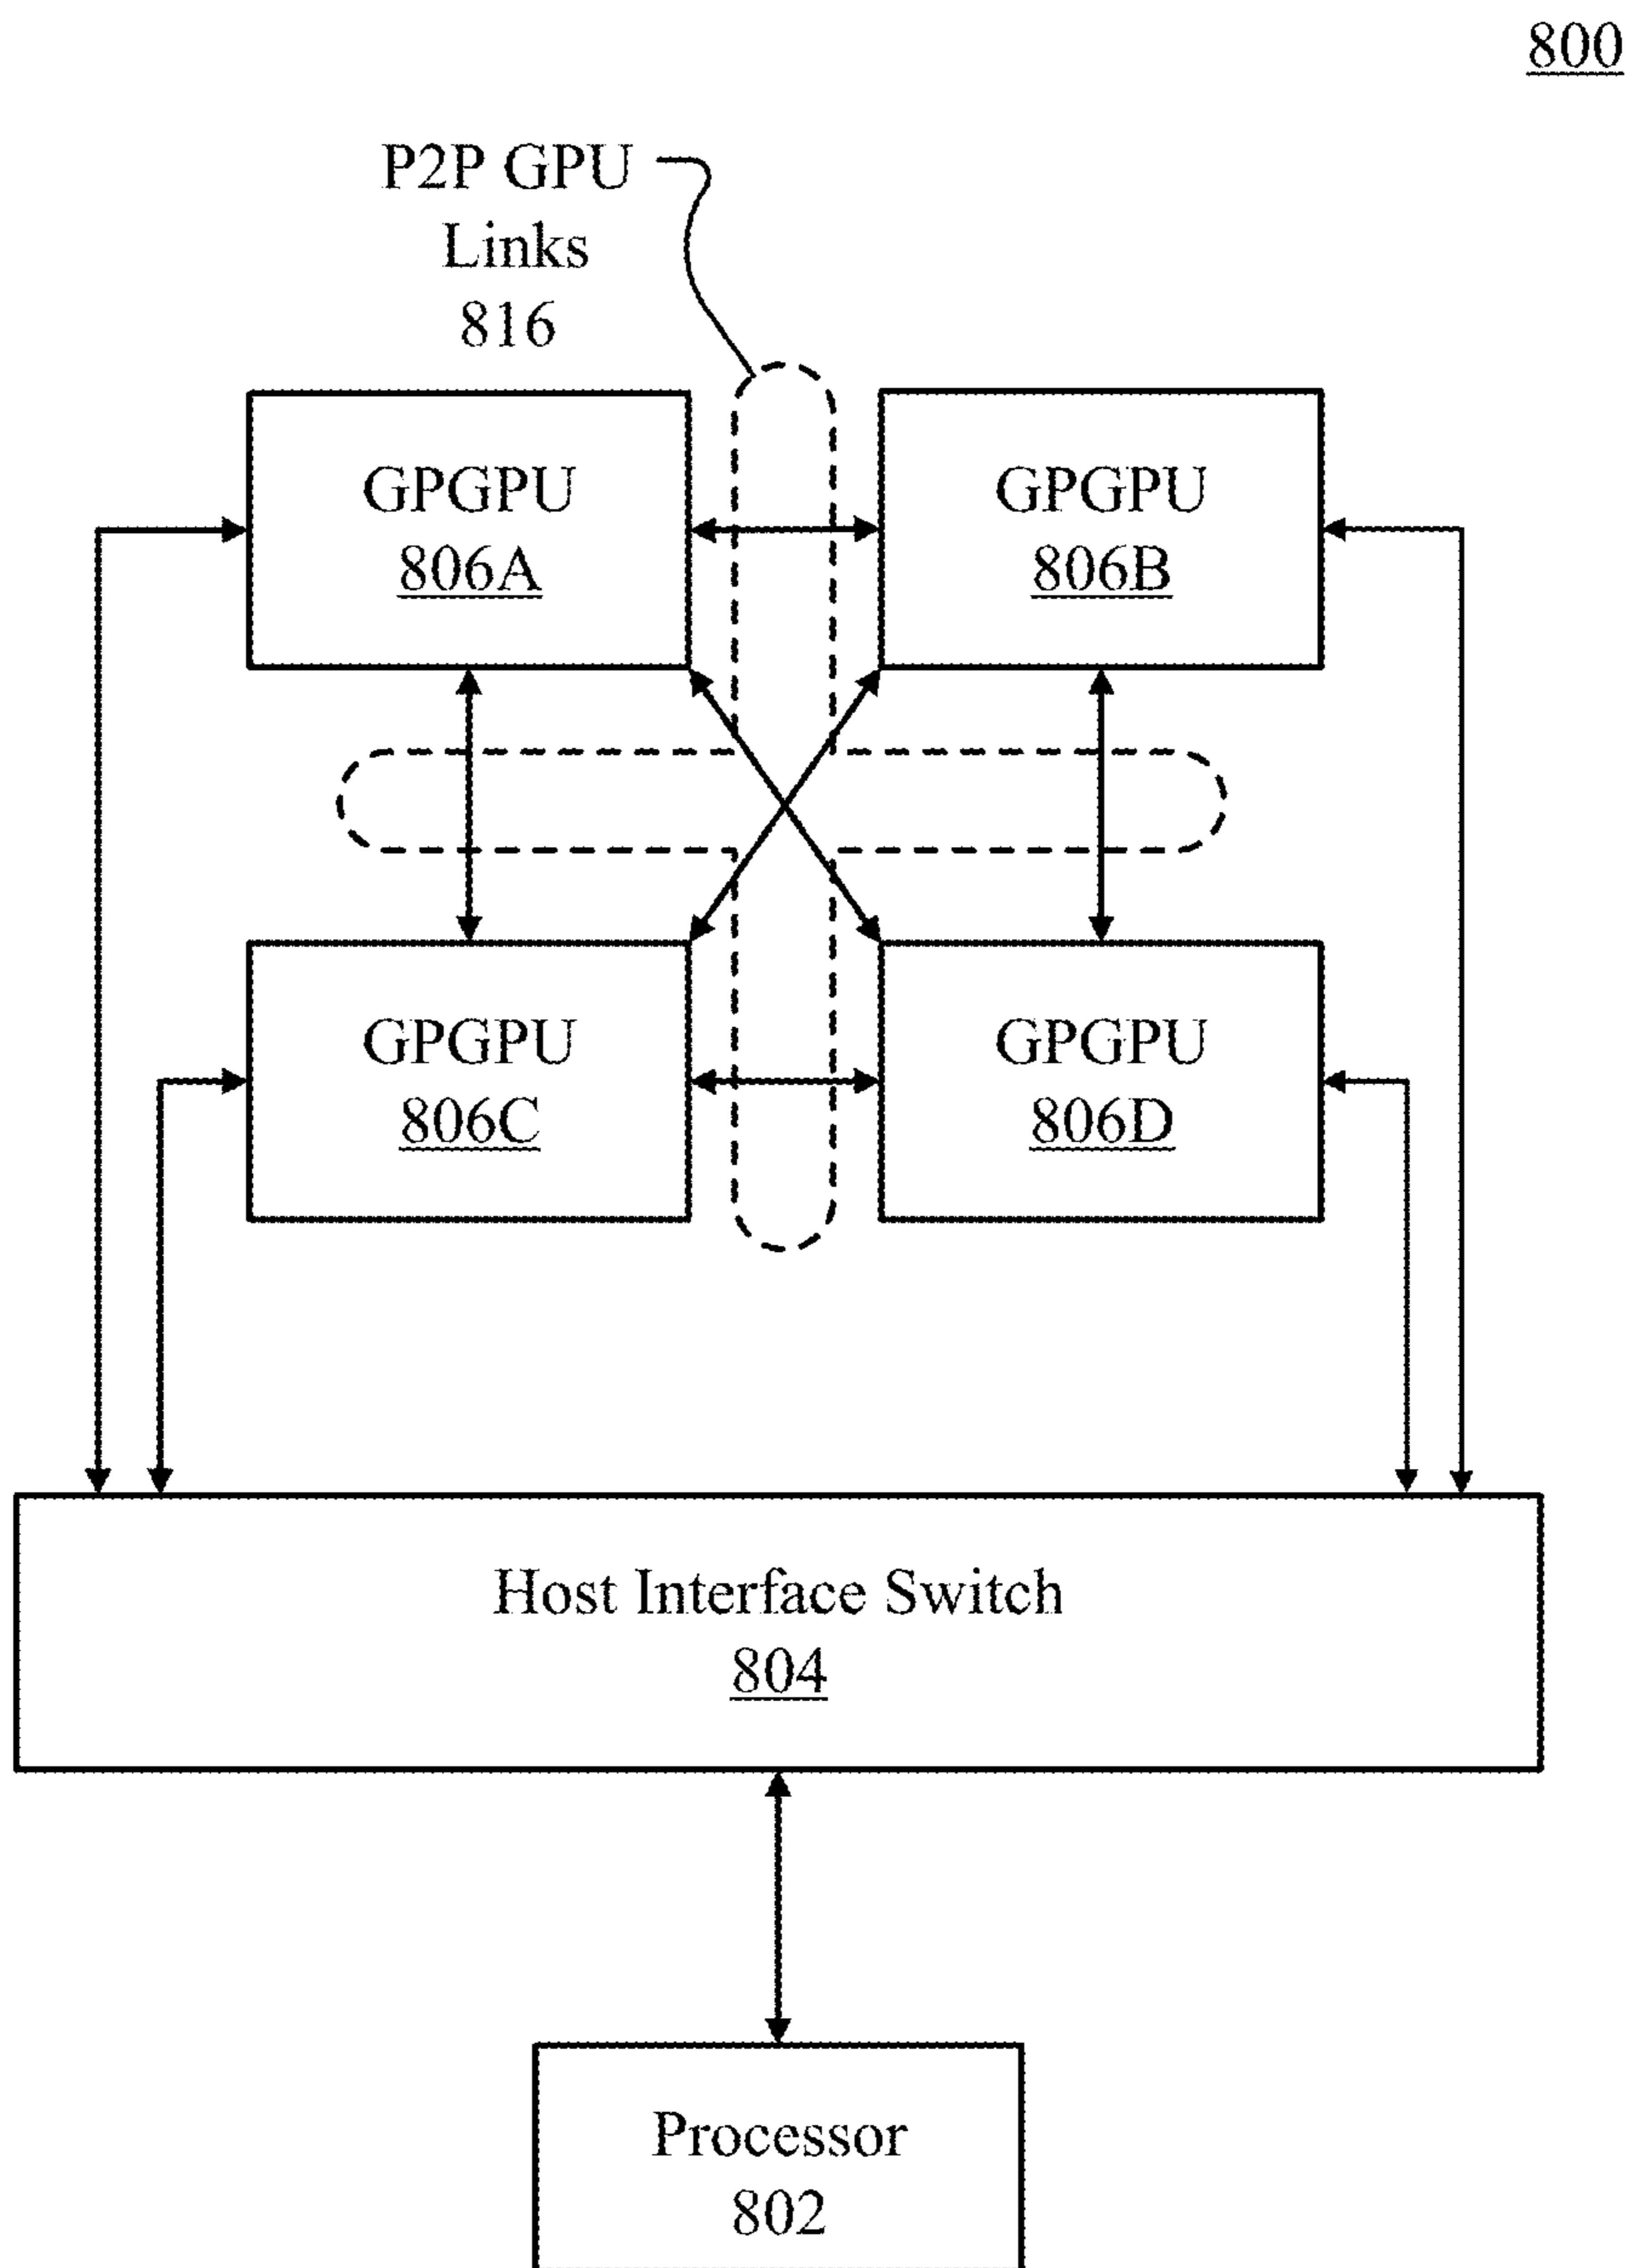 800
P2P GPU
Links
816
GPGPU
806A
GPGPU
806B
GPGPU
806C
GPGPU
806D
Host Interface Switch
804
Processor
802